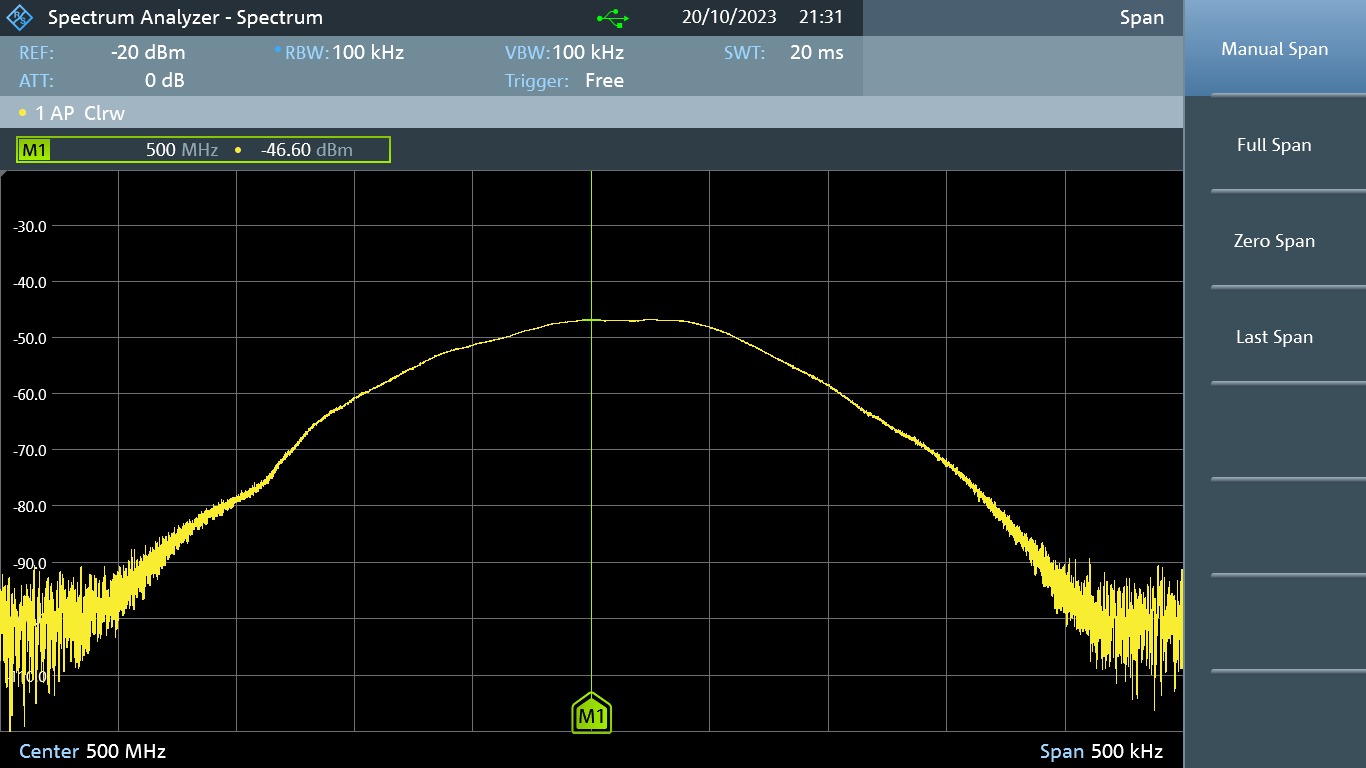 Spectrum Analyzer - Spectrum 20/10/2023 21:31 Span
REF: -20 dBm RBW: 100 kHz VBW: 100 kHz SWT: 20 ms
ATT: 0 dB Trigger: Free
1 AP Clrw
M1 500 MHz -46.60 dBm
-30.0
-40.0
-50.0
-60.0
-70.0
-80.0
-90.0
M1
Center 500 MHz Span 500 kHz
Manual Span
Full Span
Zero Span
Last Span